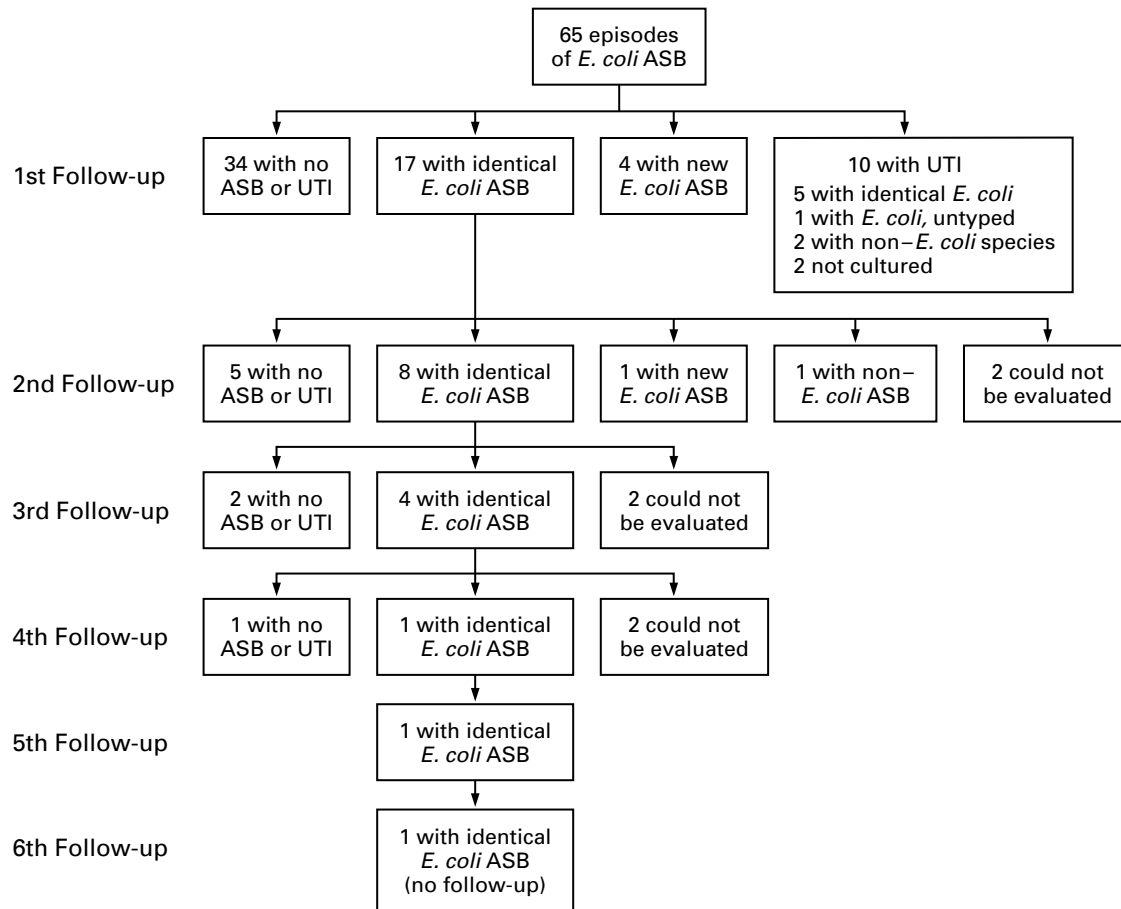 65 episodes
of E. coli ASB
1st Follow-up
34 with no
ASB or UTI
17 with identical
E. coli ASB
4 with new
E. coli ASB
10 with UTI
5 with identical E. coli
1 with E. coli, untyped
2 with non–E. coli species
2 not cultured
2nd Follow-up
5 with no
ASB or UTI
8 with identical
E. coli ASB
1 with new
E. coli ASB
1 with non–
E. coli ASB
2 could not
be evaluated
3rd Follow-up
2 with no
ASB or UTI
4 with identical
E. coli ASB
2 could not
be evaluated
4th Follow-up
1 with no
ASB or UTI
1 with identical
E. coli ASB
2 could not
be evaluated
5th Follow-up
1 with identical
E. coli ASB
6th Follow-up
1 with identical
E. coli ASB
(no follow-up)